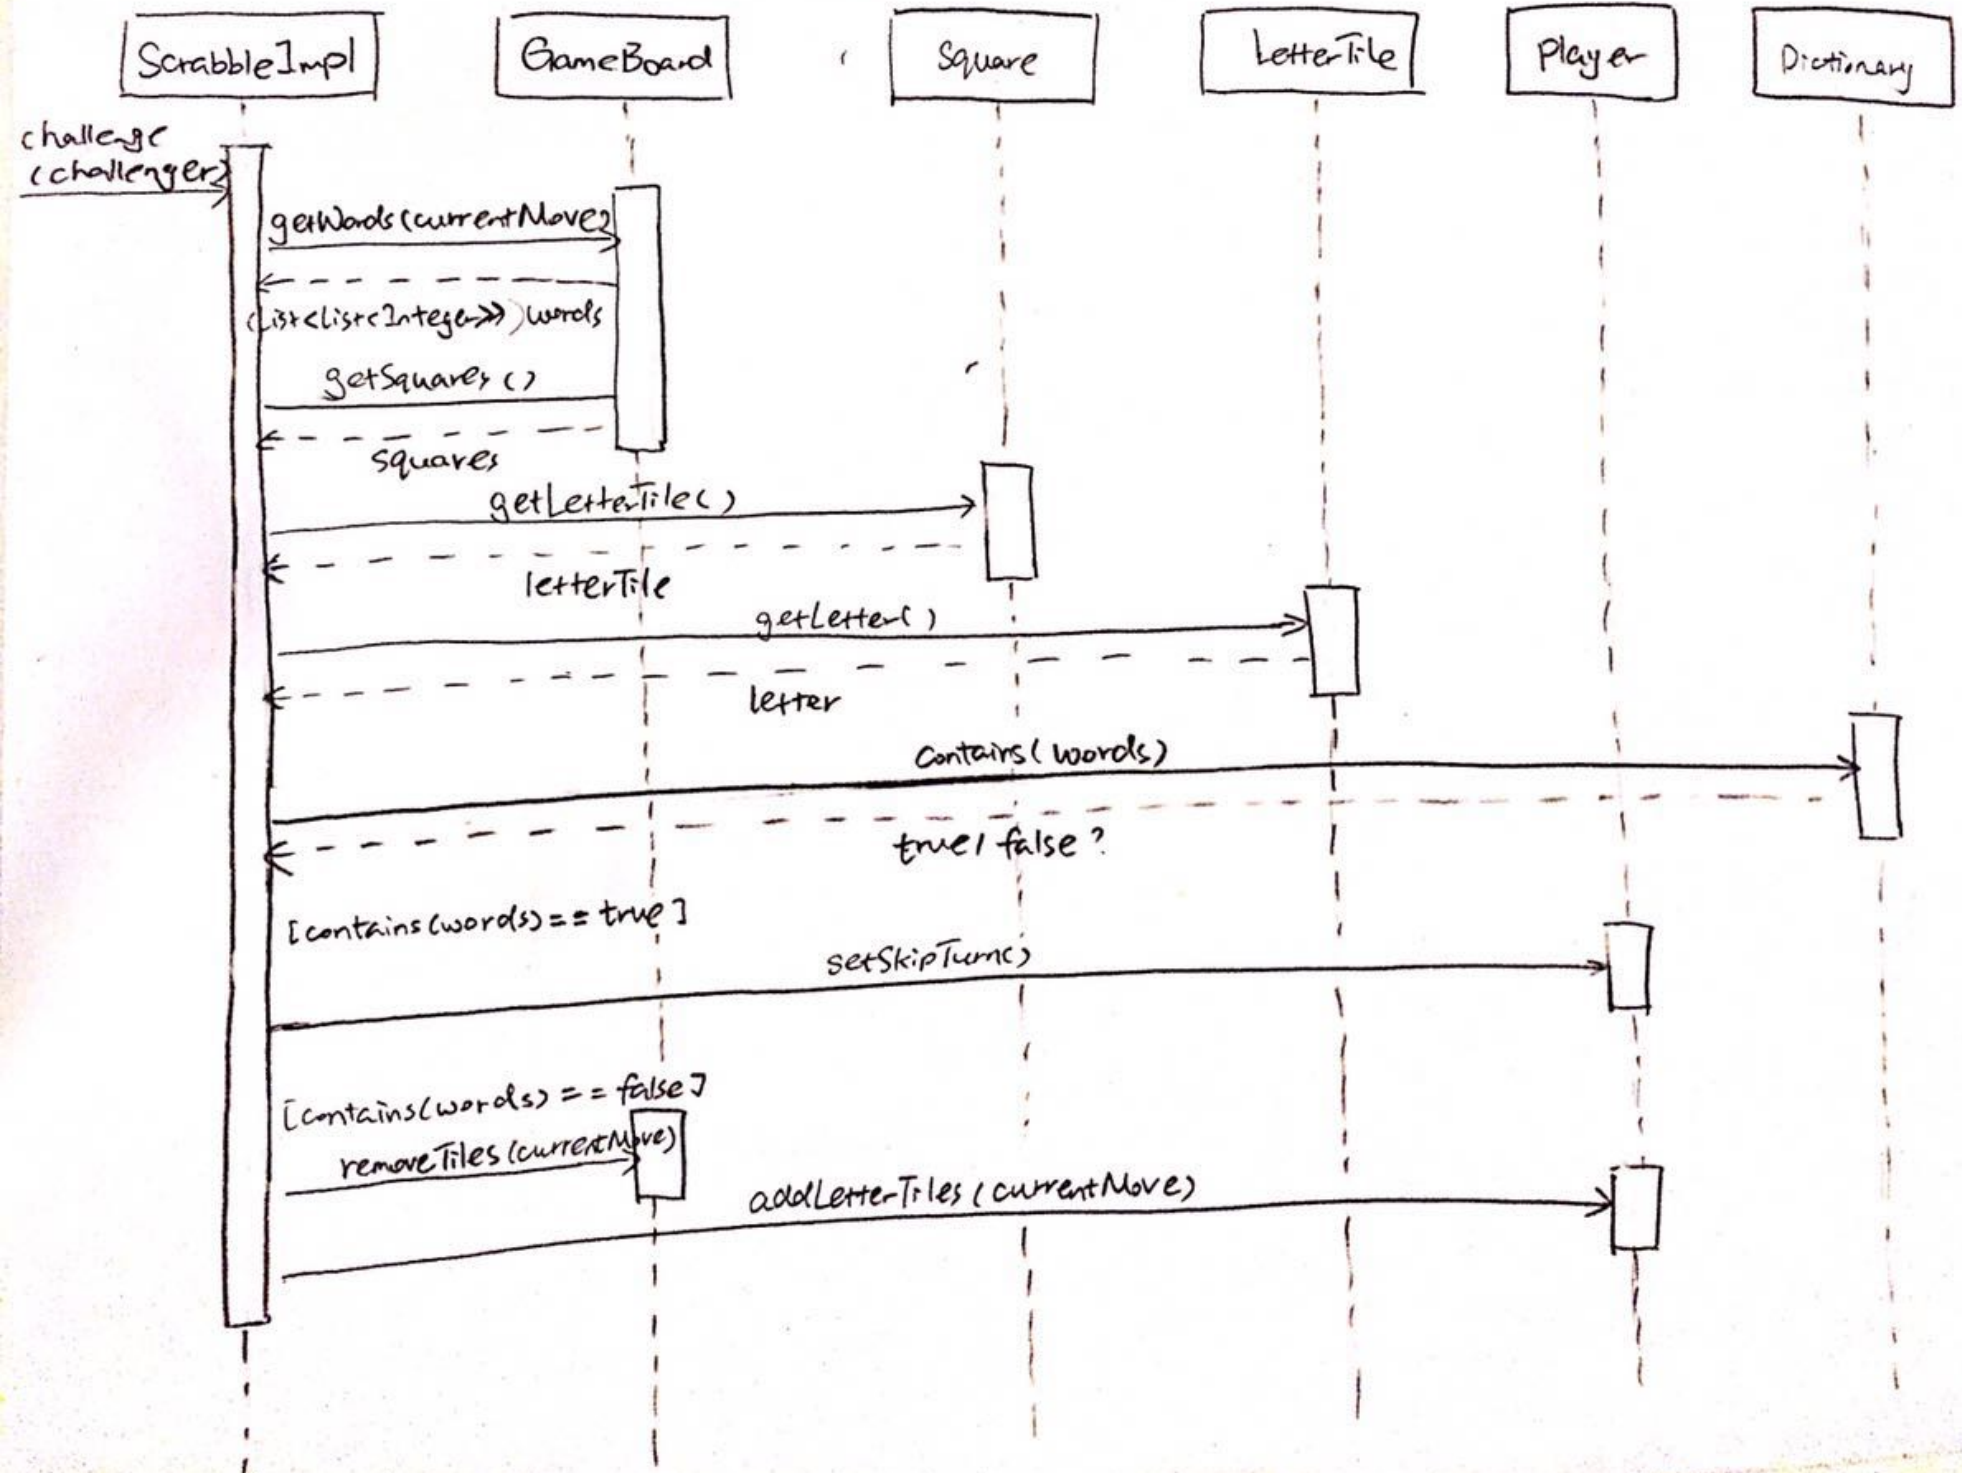 ScrabbleImpl
GameBoard
Square
LetterTile
Player
Dictionary
challenge
(challenger)
getWords(currentMove)
(List<List<Integer>>)words
getSquares()
squares
getLetterTile()
letterTile
getLetter()
letter
contains(words)
true/false?
[contains(words)==true]
setSkipTurn()
[contains(words)==false]
removeTiles(currentMove)
addLetterTiles(currentMove)